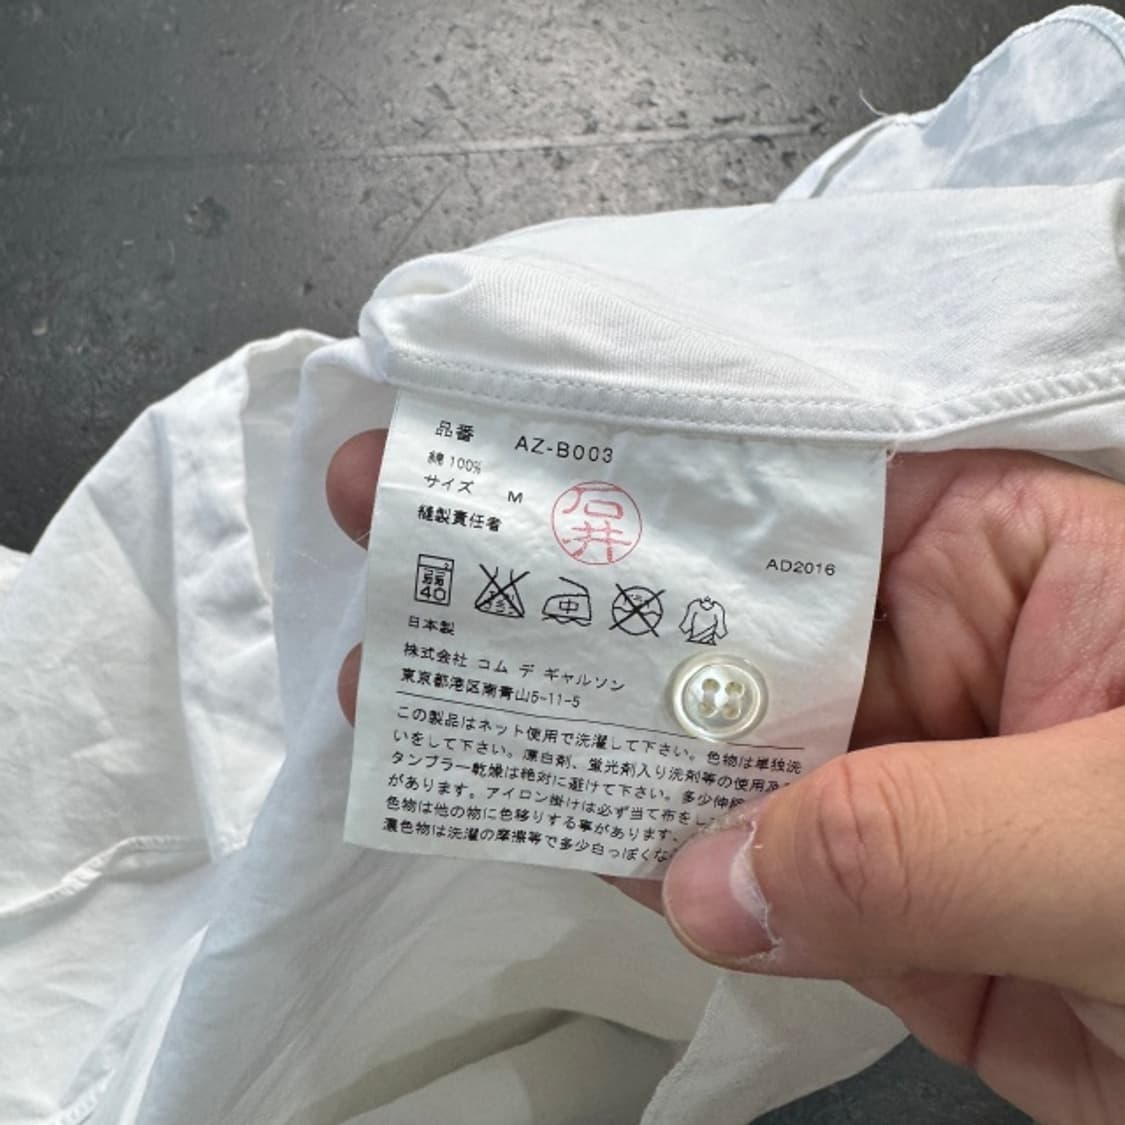 品番 AZ-B003
綿 100%
サイズ M
縫製責任者
石井
AD2016
40
中
日本製
株式会社 コム デ ギャルソン
東京都港区南青山5-11-5
この製品はネット使用で洗濯して下さい。色物は単独洗
いをして下さい。漂白剤、蛍光剤入り洗剤等の使用及
タンブラー乾燥は絶対に避けて下さい。多少伸縮
があります。アイロン掛けは必ず当て布をし
色物は他の物に色移りする事があります。
濃色物は洗濯の摩擦等で多少白っぽくな